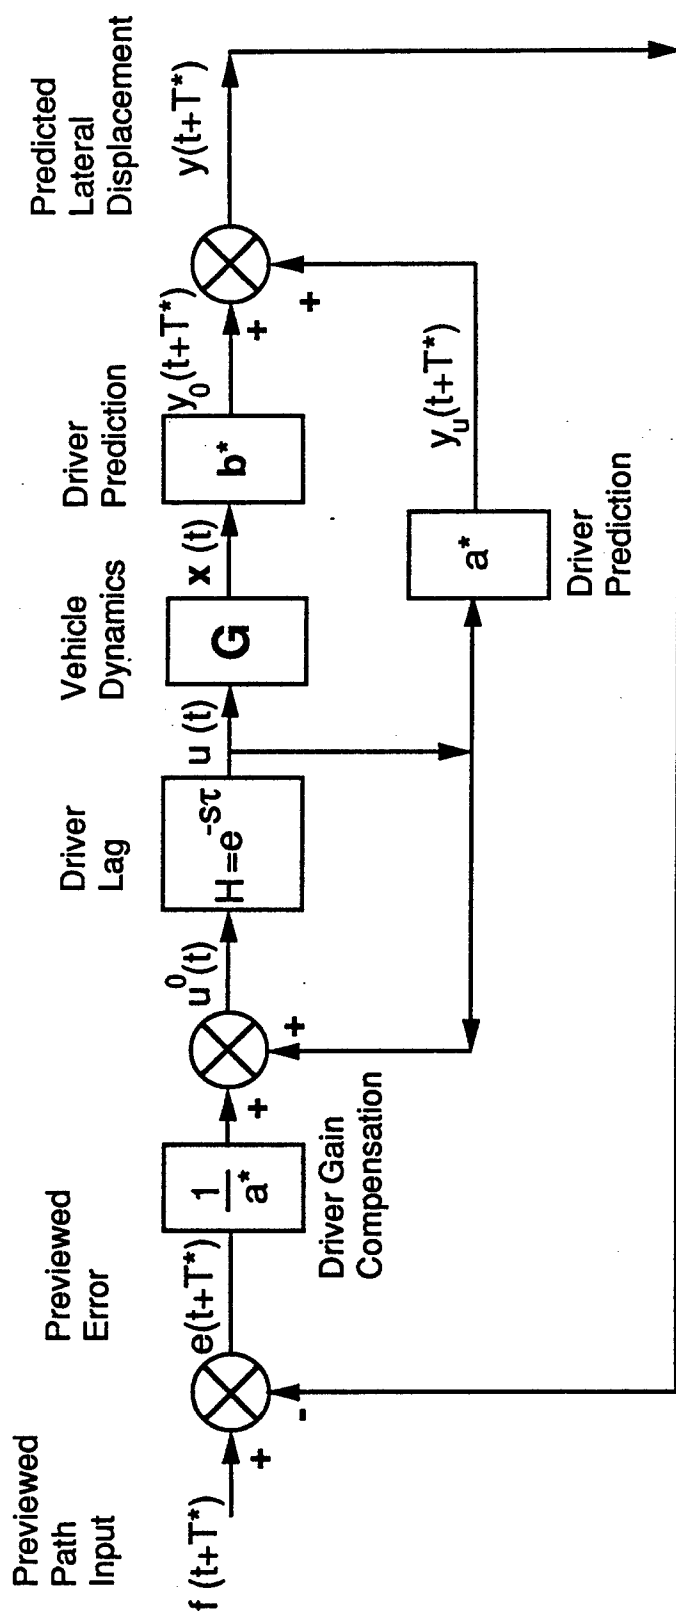 Previewed
Path
Input
f (t+T*)
+
-
Previewed
Error
e(t+T*)
1
a*
Driver Gain
Compensation
+
+
u⁰(t)
Driver
Lag
H=e^-sτ
u (t)
Vehicle
Dynamics
G
x (t)
Driver
Prediction
b*
y₀(t+T*)
+
+
a*
Driver
Prediction
yᵤ(t+T*)
Predicted
Lateral
Displacement
y(t+T*)